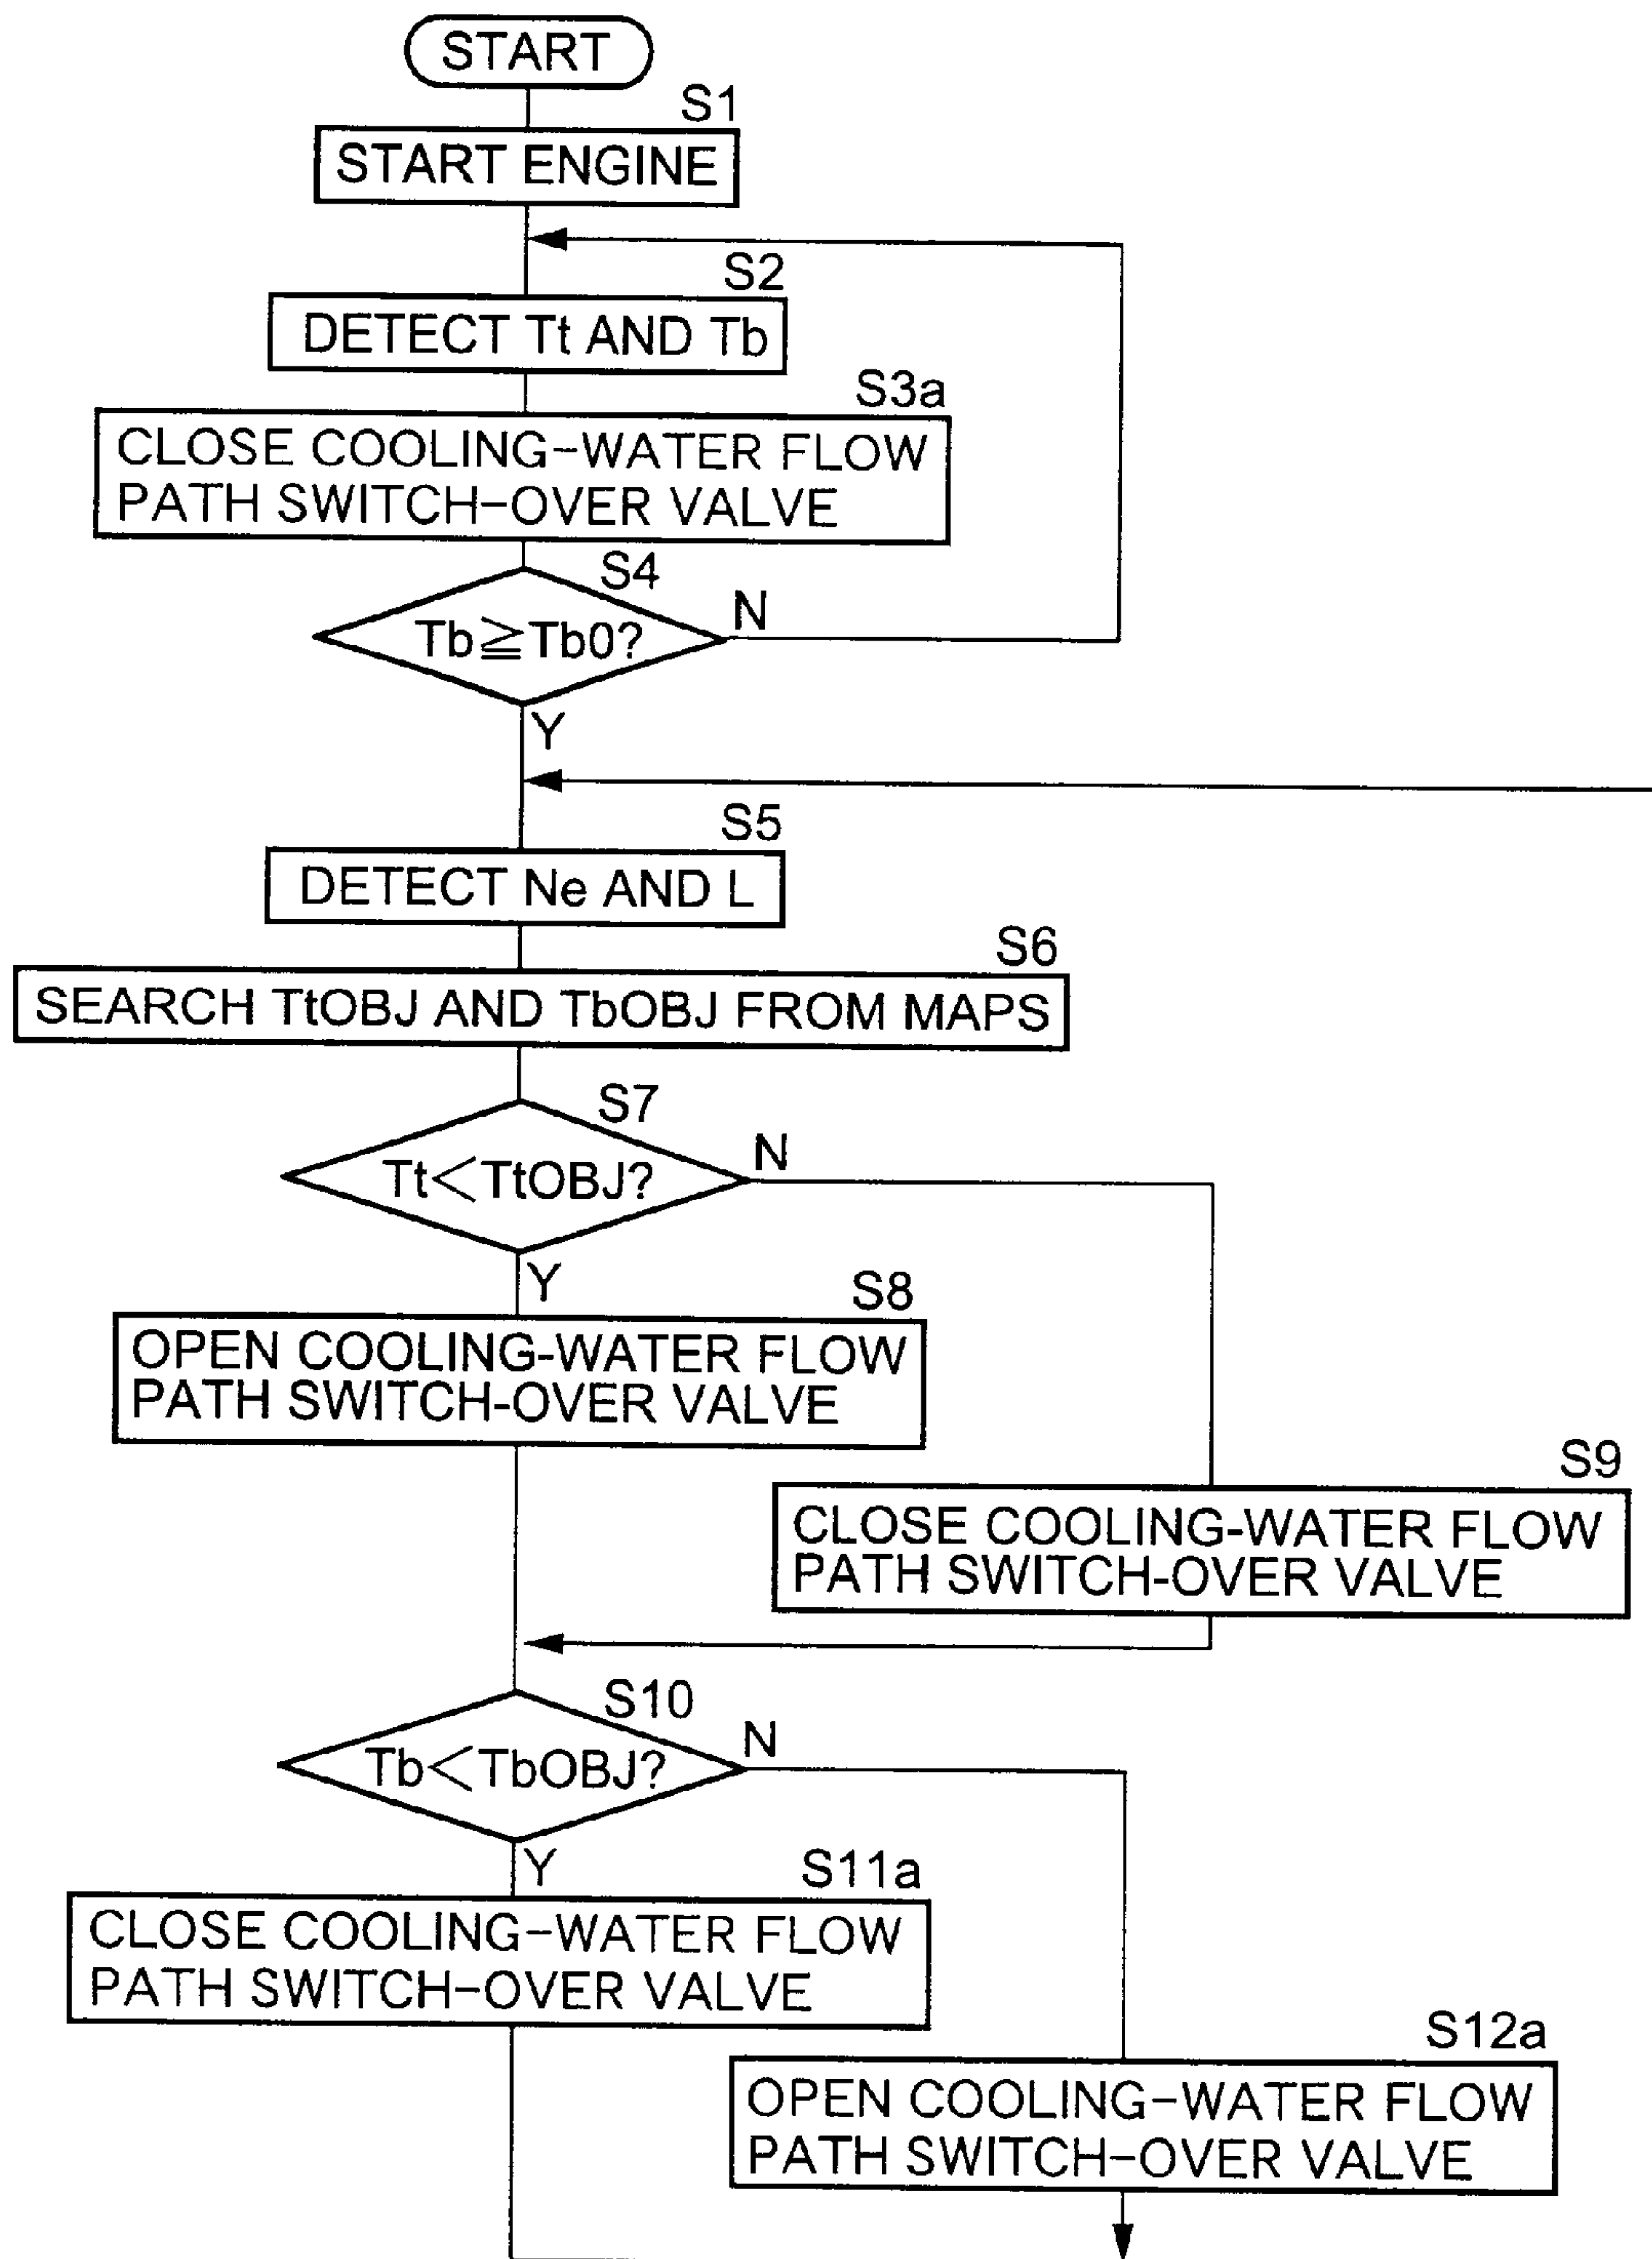 START
S1
START ENGINE
S2
DETECT Tt AND Tb
S3a
CLOSE COOLING-WATER FLOW
PATH SWITCH-OVER VALVE
S4
Tb≧Tb0?
N
Y
S5
DETECT Ne AND L
S6
SEARCH TtOBJ AND TbOBJ FROM MAPS
S7
Tt<TtOBJ?
N
Y
S8
OPEN COOLING-WATER FLOW
PATH SWITCH-OVER VALVE
S9
CLOSE COOLING-WATER FLOW
PATH SWITCH-OVER VALVE
S10
Tb<TbOBJ?
N
Y
S11a
CLOSE COOLING-WATER FLOW
PATH SWITCH-OVER VALVE
S12a
OPEN COOLING-WATER FLOW
PATH SWITCH-OVER VALVE